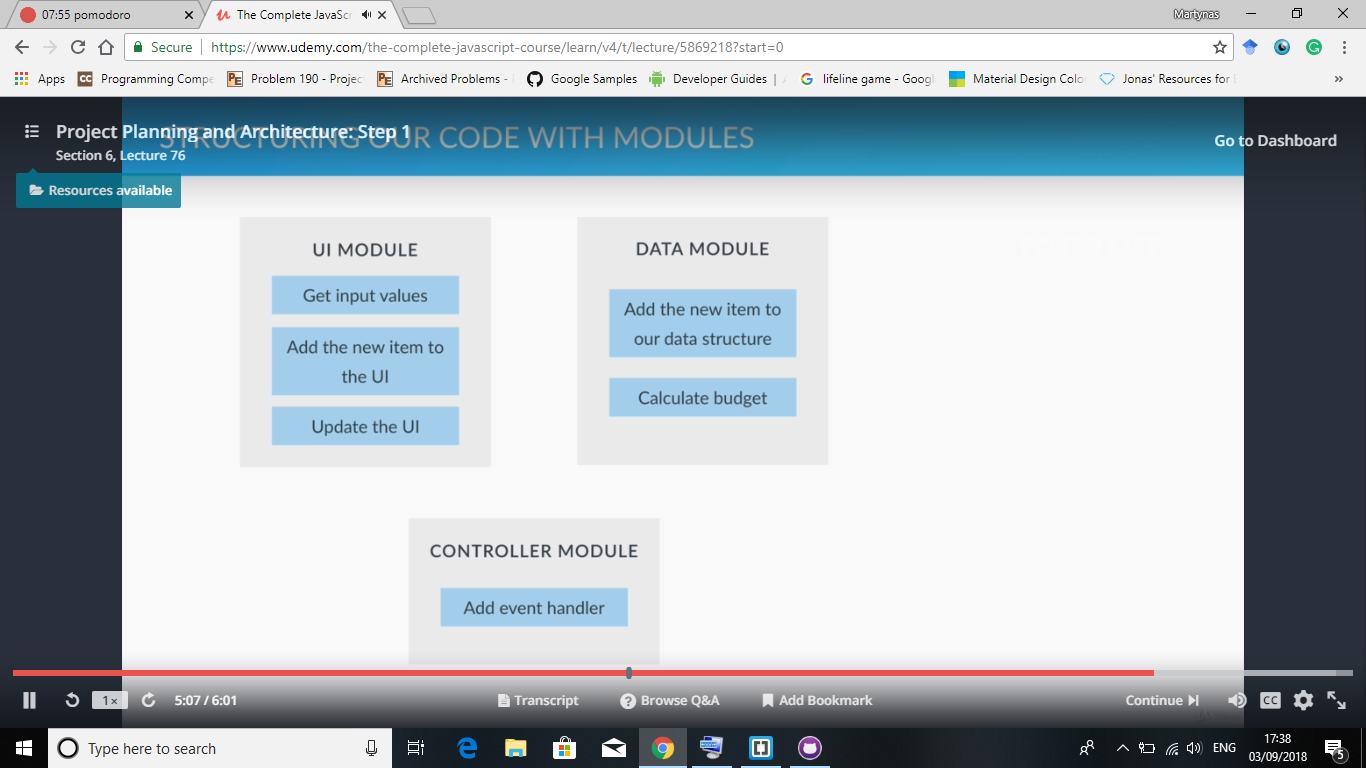 07:55 pomodoro
The Complete JavaSc
Martynas
Secure
https://www.udemy.com/the-complete-javascript-course/learn/v4/t/lecture/5869218?start=0
Apps
CC Programming Compe
PE Problem 190 - Projec
PE Archived Problems -
Google Samples
Developer Guides |
G lifeline game - Goog
Material Design Colo
Jonas' Resources for
»
STRUCTURING OUR CODE WITH MODULES
Project Planning and Architecture: Step 1
Section 6, Lecture 76
Go to Dashboard
Resources available
UI MODULE
Get input values
Add the new item to
the UI
Update the UI
DATA MODULE
Add the new item to
our data structure
Calculate budget
CONTROLLER MODULE
Add event handler
1×
5:07 / 6:01
Transcript
Browse Q&A
Add Bookmark
Continue
CC
Type here to search
ENG
17:38
03/09/2018
5